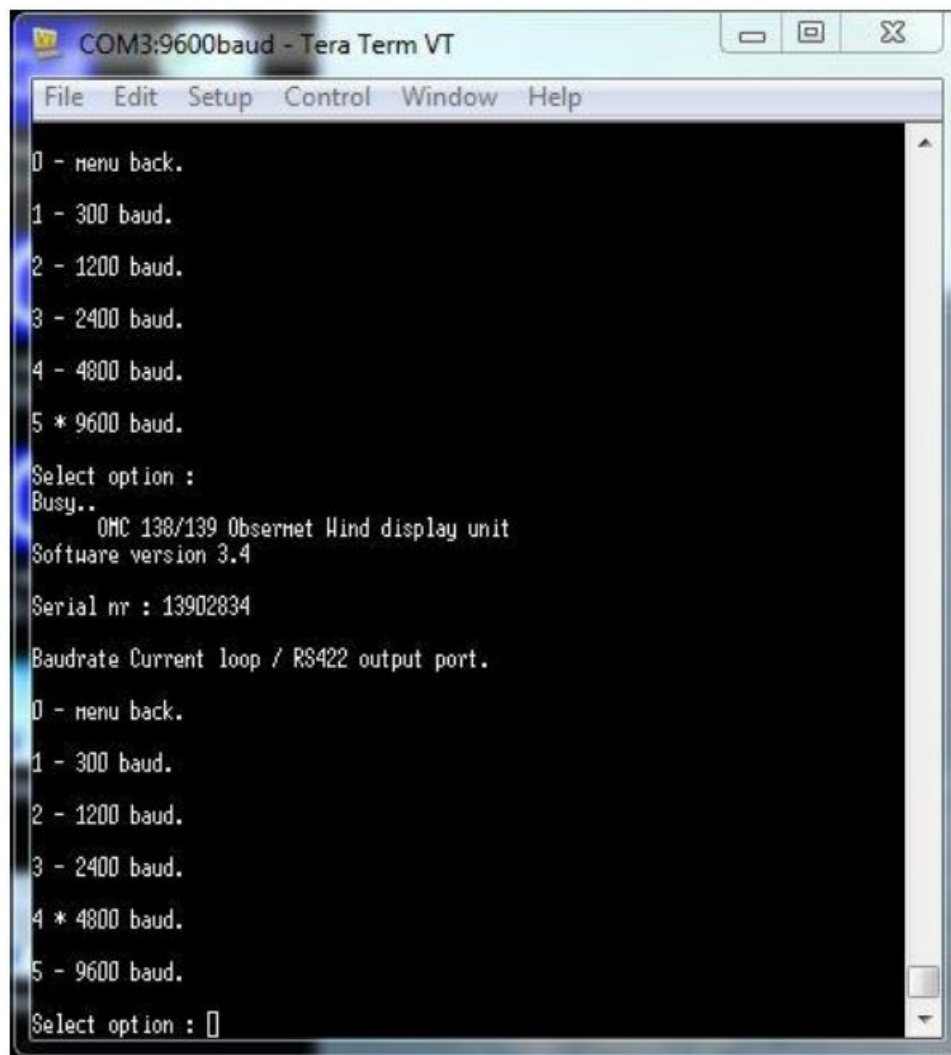 COM3:9600baud - Tera Term VT
File Edit Setup Control Window Help
0 - menu back.
1 - 300 baud.
2 - 1200 baud.
3 - 2400 baud.
4 - 4800 baud.
5 * 9600 baud.
Select option :
Busy..
OMC 138/139 Obsermet Wind display unit
Software version 3.4
Serial nr : 13902834
Baudrate Current loop / RS422 output port.
0 - menu back.
1 - 300 baud.
2 - 1200 baud.
3 - 2400 baud.
4 * 4800 baud.
5 - 9600 baud.
Select option :